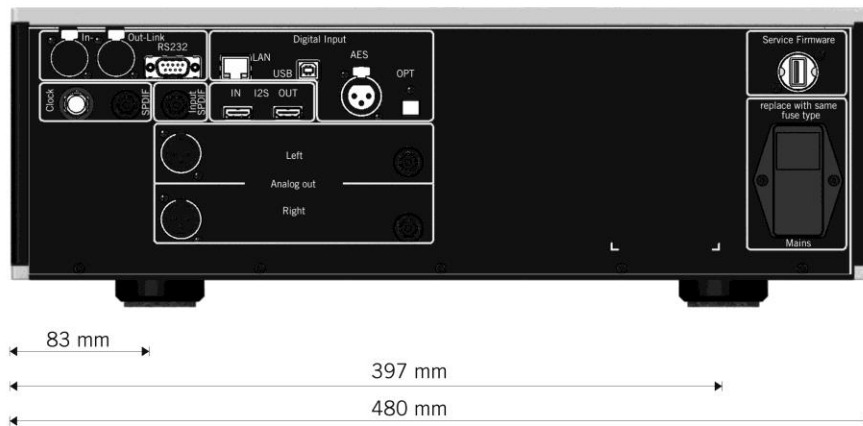 In- Out-Link
RS232
Digital Input
LAN
USB
AES
OPT
Clock
SPDIF
Input
SPDIF
IN I2S OUT
Left
Analog out
Right
Service Firmware
replace with same
fuse type
Mains
83 mm
397 mm
480 mm